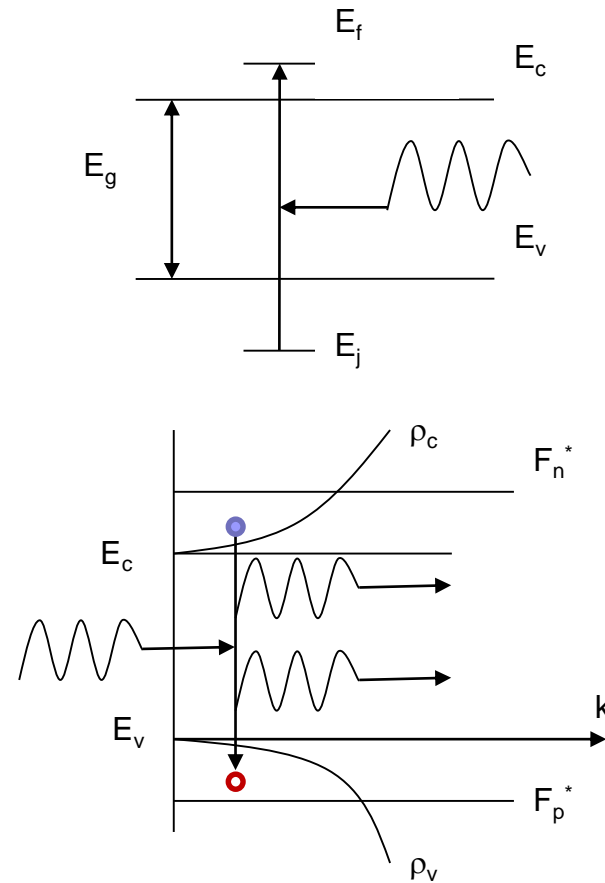 E_f
E_c
E_g
E_v
E_j
ρ_c
F_n^*
E_c
k
E_v
F_p^*
ρ_v